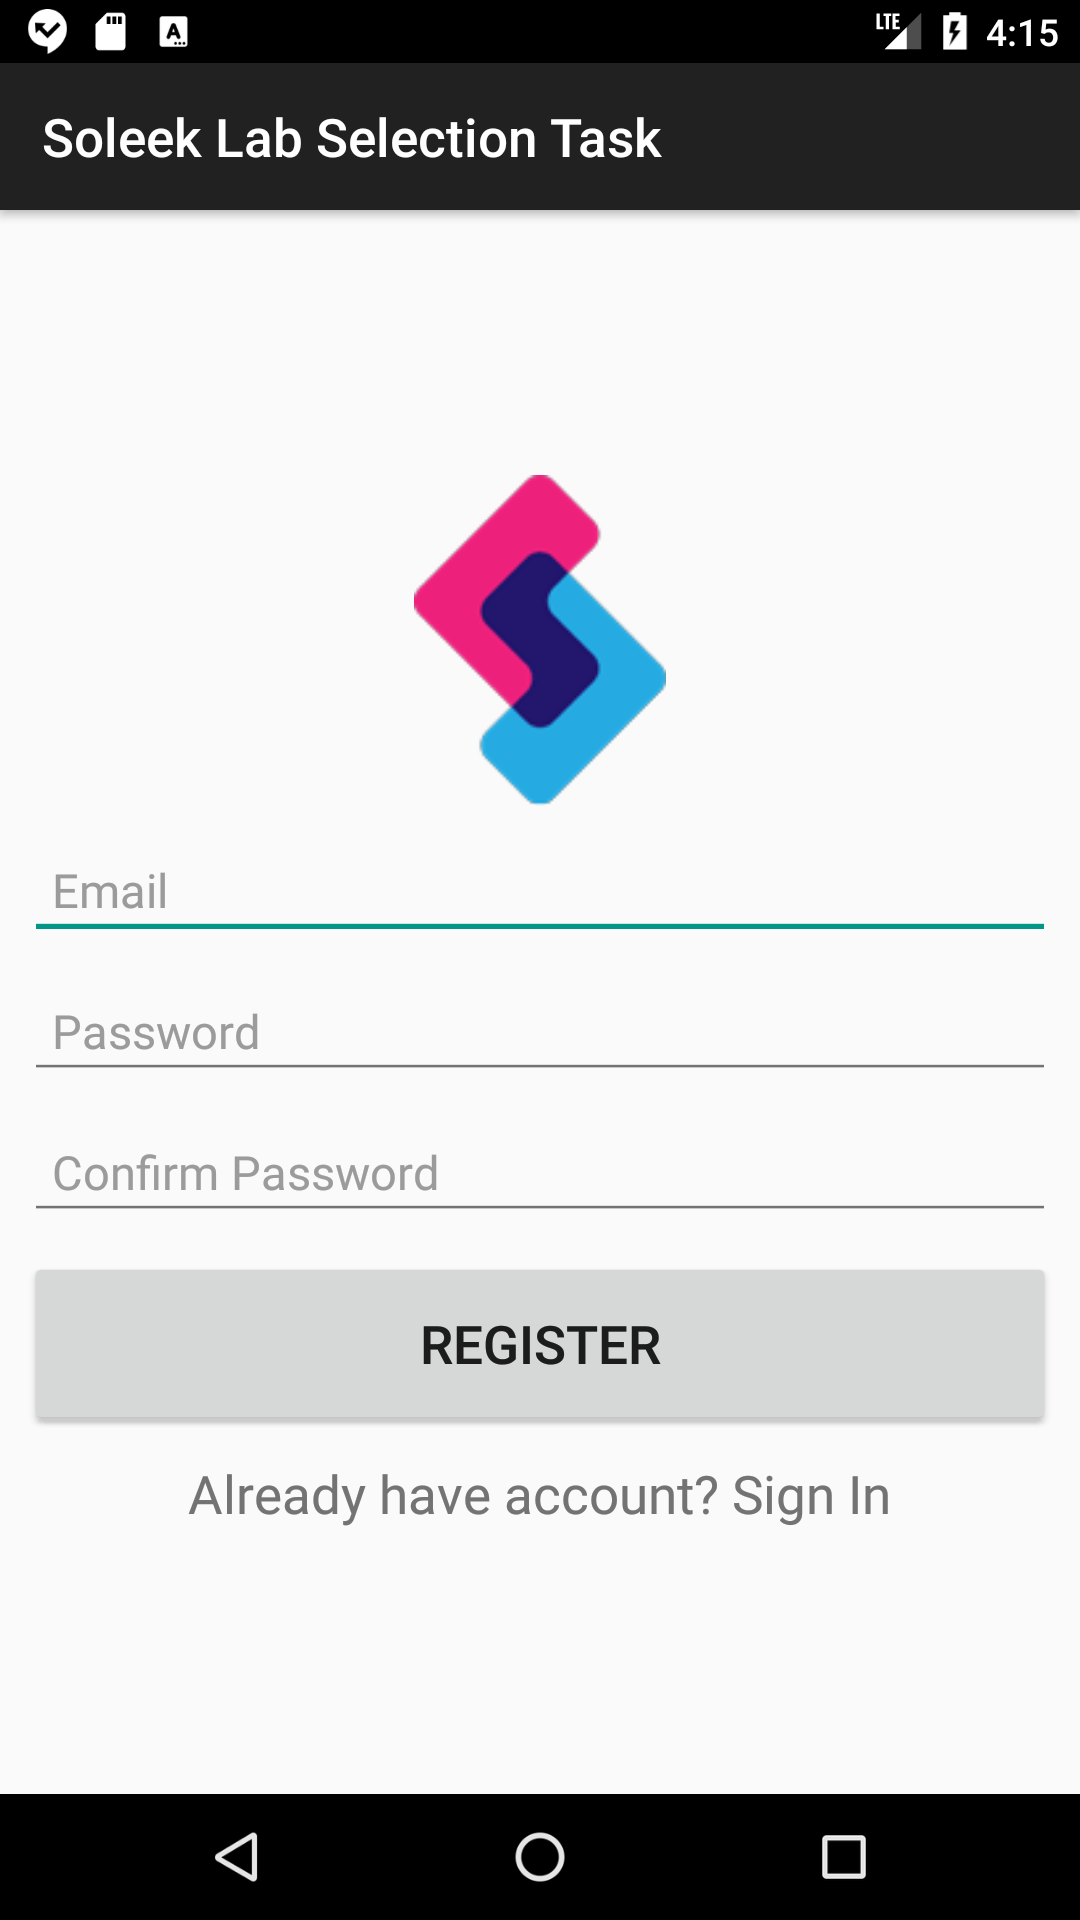 LTE 4:15
Soleek Lab Selection Task
Email
Password
Confirm Password
REGISTER
Already have account? Sign In